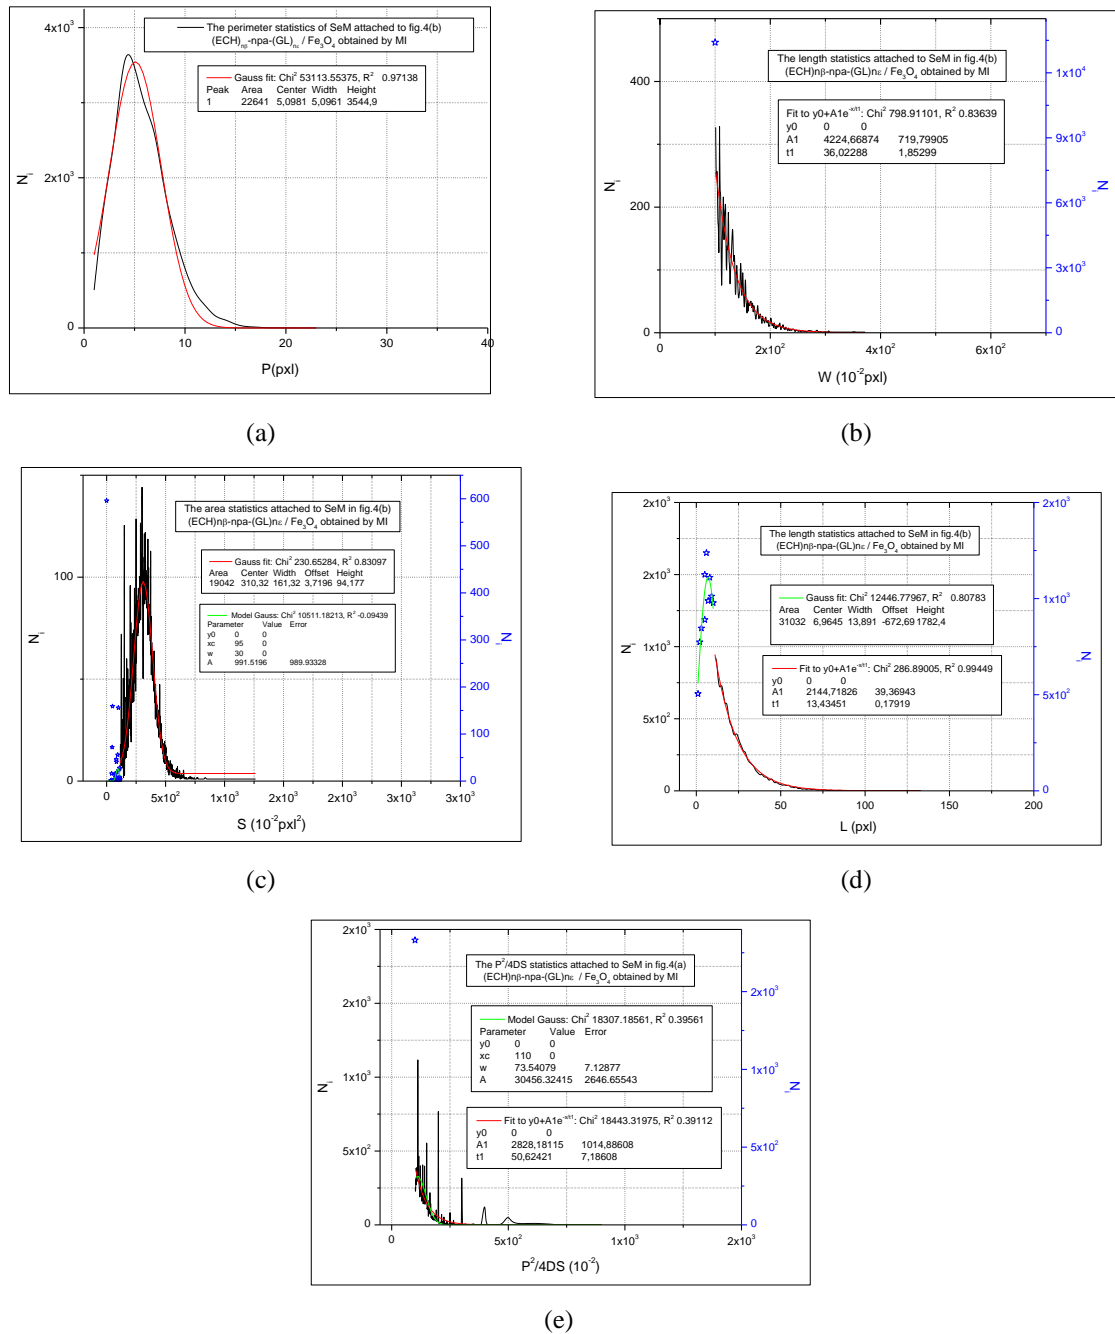 4x10³
2x10³
0
Nᵢ
The perimeter statistics of SeM attached to fig.4(b)
(ECH)nβ-npa-(GL)nε / Fe₃O₄ obtained by MI
Gauss fit: Chi² 53113.55375, R² 0.97138
Peak Area Center Width Height
1 22641 5,0981 5,0961 3544,9
0 10 20 30 40
P(pxl)
(a)
400
200
0
Nᵢ
The length statistics attached to SeM in fig.4(b)
(ECH)nβ-npa-(GL)nε / Fe₃O₄ obtained by MI
Fit to y0+A1e^-x/t1: Chi² 798.91101, R² 0.83639
y0 0 0
A1 4224,66874 719,79905
t1 36,02288 1,85299
1x10⁴
9x10³
6x10³
3x10³
0
Nᵢ
0 2x10² 4x10² 6x10²
W (10⁻²pxl)
(b)
100
0
Nᵢ
The area statistics attached to SeM in fig.4(b)
(ECH)nβ-npa-(GL)nε / Fe₃O₄ obtained by MI
Gauss fit: Chi² 230.65284, R² 0.83097
Area Center Width Offset Height
19042 310,32 161,32 3,7196 94,177
Model Gauss: Chi² 10511.18213, R² -0.09439
Parameter Value Error
y0 0 0
xc 95 0
w 30 0
A 991.5196 989.93328
600
500
400
300
200
100
0
Nᵢ
0 5x10² 1x10³ 2x10³ 2x10³ 3x10³ 3x10³
S (10⁻²pxl²)
(c)
2x10³
2x10³
1x10³
5x10²
0
Nᵢ
The length statistics attached to SeM in fig.4(b)
(ECH)nβ-npa-(GL)nε / Fe₃O₄ obtained by MI
Gauss fit: Chi² 12446.77967, R² 0.80783
Area Center Width Offset Height
31032 6,9645 13,891 -672,69 1782,4
Fit to y0+A1e^-x/t1: Chi² 286.89005, R² 0.99449
y0 0 0
A1 2144,71826 39,36943
t1 13,43451 0,17919
2x10³
1x10³
5x10²
0
Nᵢ
0 50 100 150 200
L (pxl)
(d)
2x10³
2x10³
1x10³
5x10²
0
Nᵢ
The P²/4DS statistics attached to SeM in fig.4(a)
(ECH)nβ-npa-(GL)nε / Fe₃O₄ obtained by MI
Model Gauss: Chi² 18307.18561, R² 0.39561
Parameter Value Error
y0 0 0
xc 110 0
w 73.54079 7.12877
A 30456.32415 2646.65543
Fit to y0+A1e^-x/t1: Chi² 18443.31975, R² 0.39112
y0 0 0
A1 2828,18115 1014,88608
t1 50,62421 7,18608
2x10³
1x10³
5x10²
0
Nᵢ
0 5x10² 1x10³ 2x10³
P²/4DS (10⁻²)
(e)